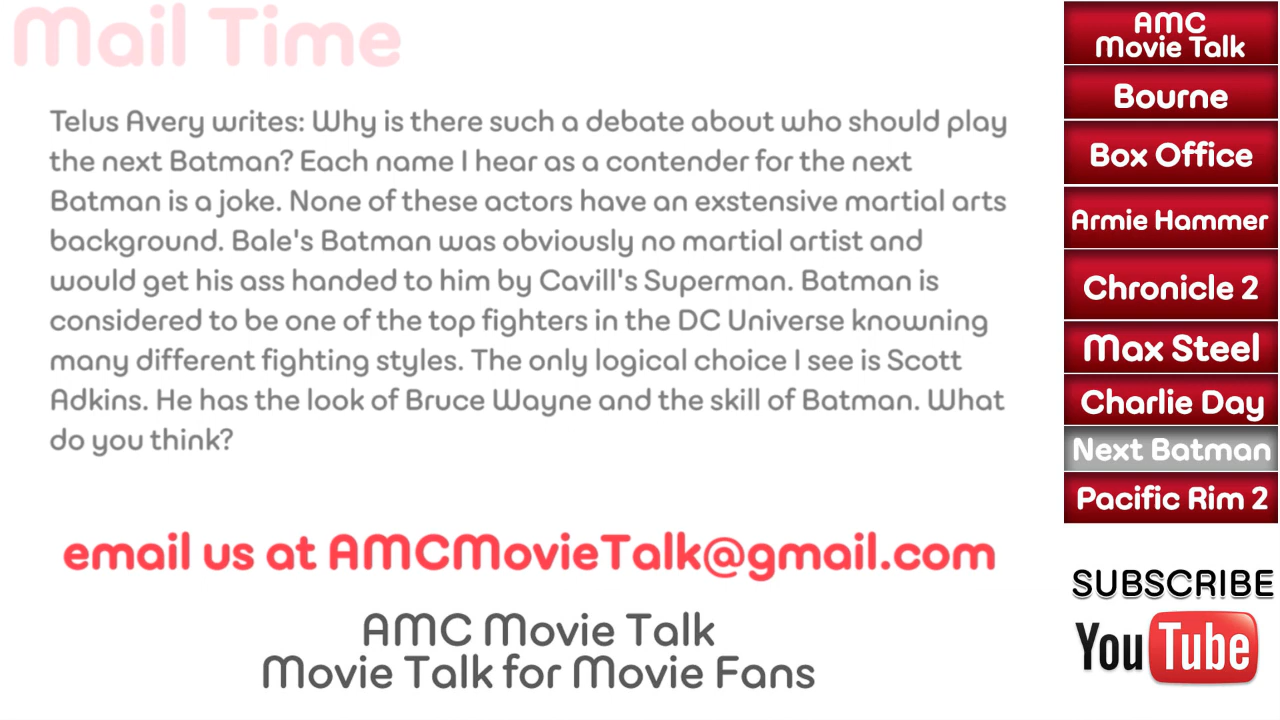 Mail Time
Telus Avery writes: Why is there such a debate about who should play
the next Batman? Each name I hear as a contender for the next
Batman is a joke. None of these actors have an exstensive martial arts
background. Bale's Batman was obviously no martial artist and
would get his ass handed to him by Cavill's Superman. Batman is
considered to be one of the top fighters in the DC Universe knowning
many different fighting styles. The only logical choice I see is Scott
Adkins. He has the look of Bruce Wayne and the skill of Batman. What
do you think?
email us at AMCMovieTalk@gmail.com
AMC Movie Talk
Movie Talk for Movie Fans
AMC
Movie Talk
Bourne
Box Office
Armie Hammer
Chronicle 2
Max Steel
Charlie Day
Next Batman
Pacific Rim 2
SUBSCRIBE
YouTube